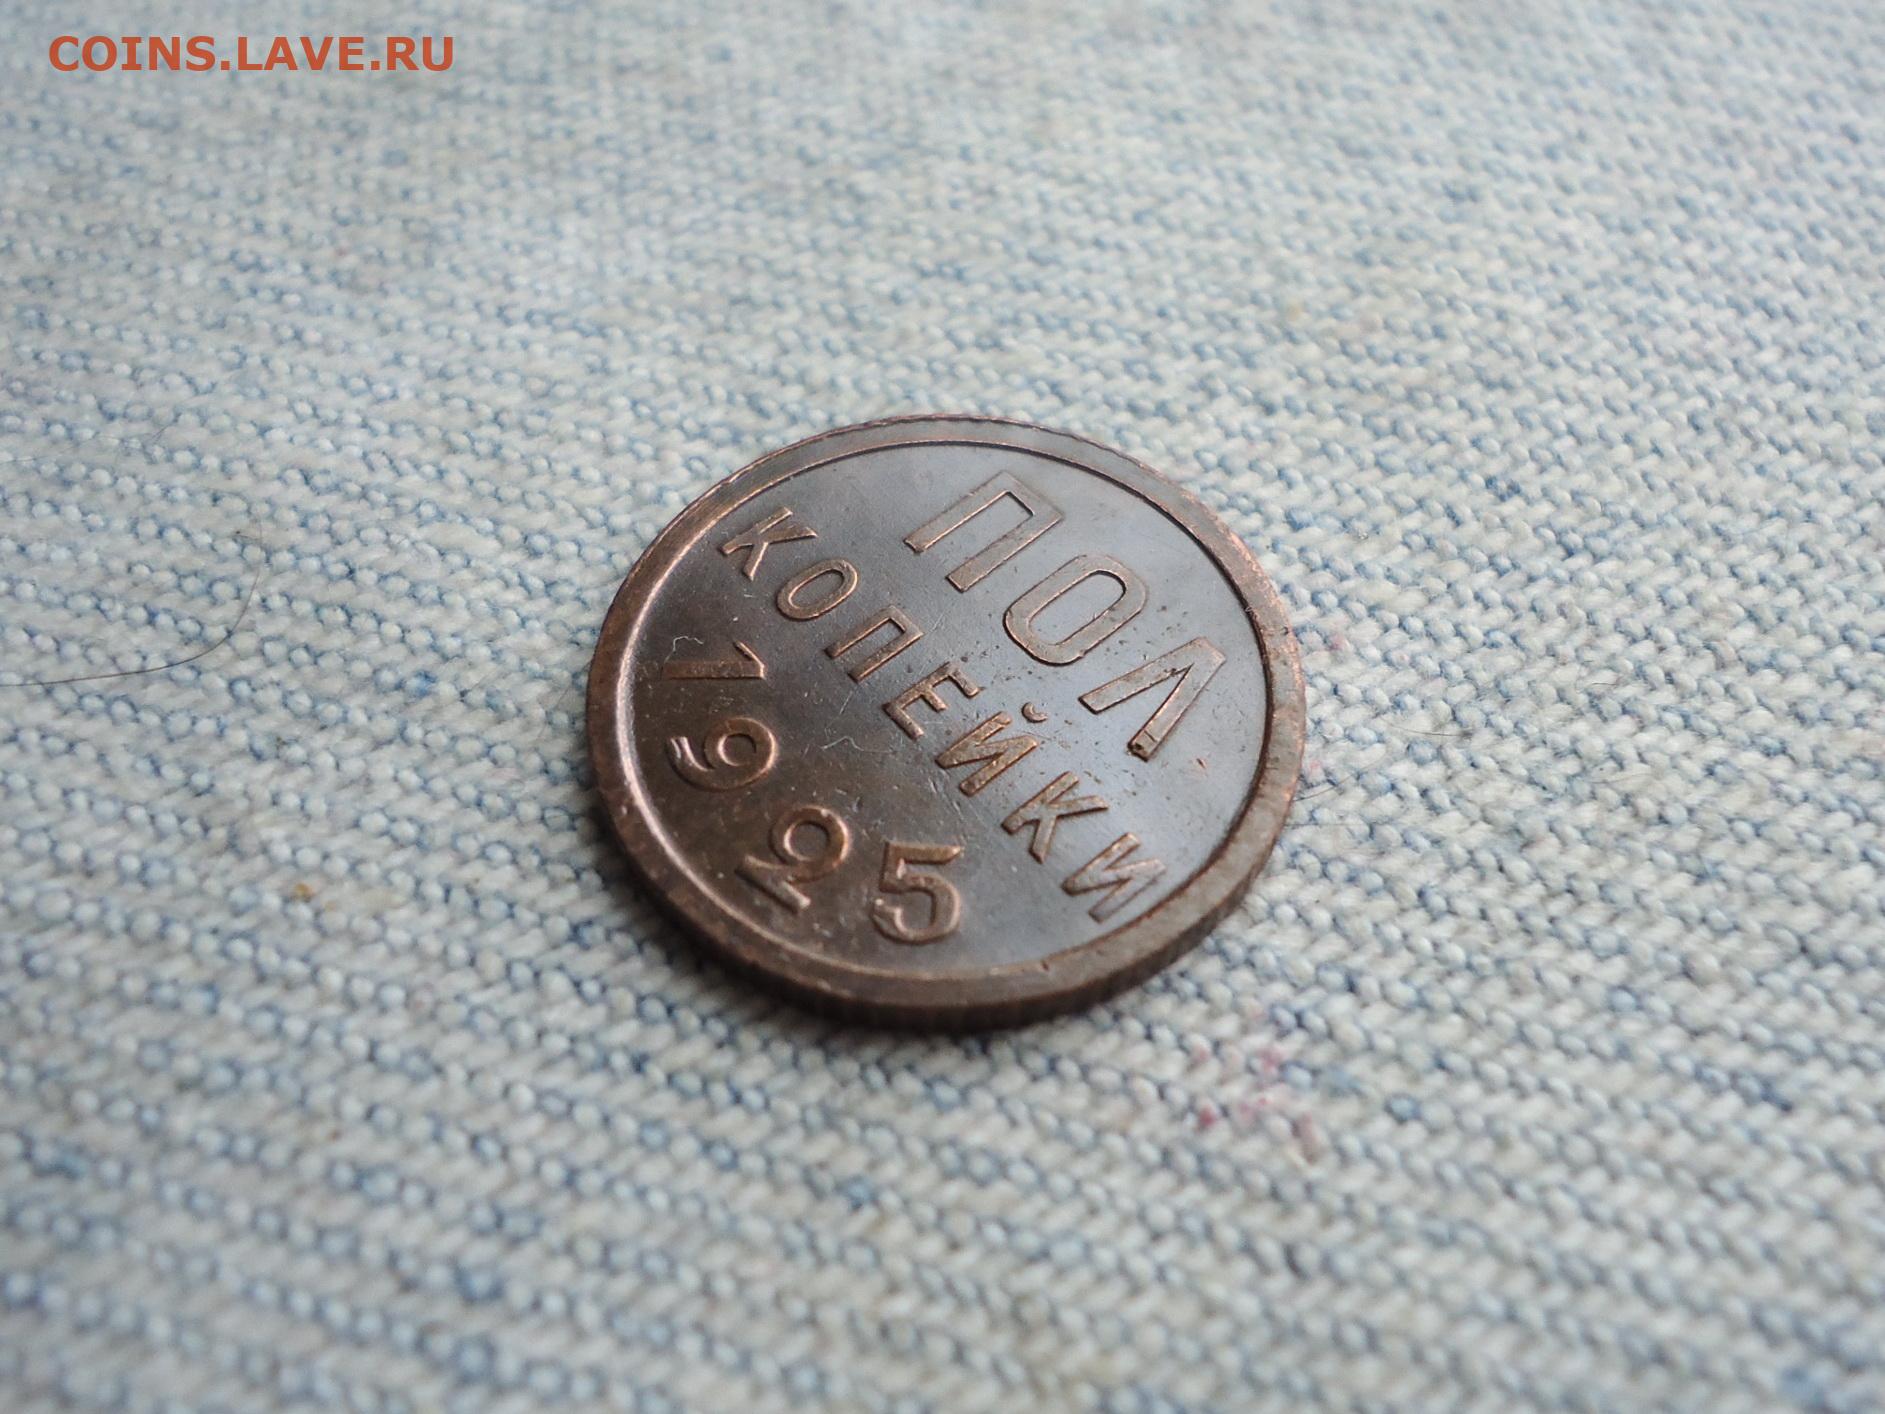 COINS.LAVE.RU
ПОЛ
КОПЕЙКИ
1925